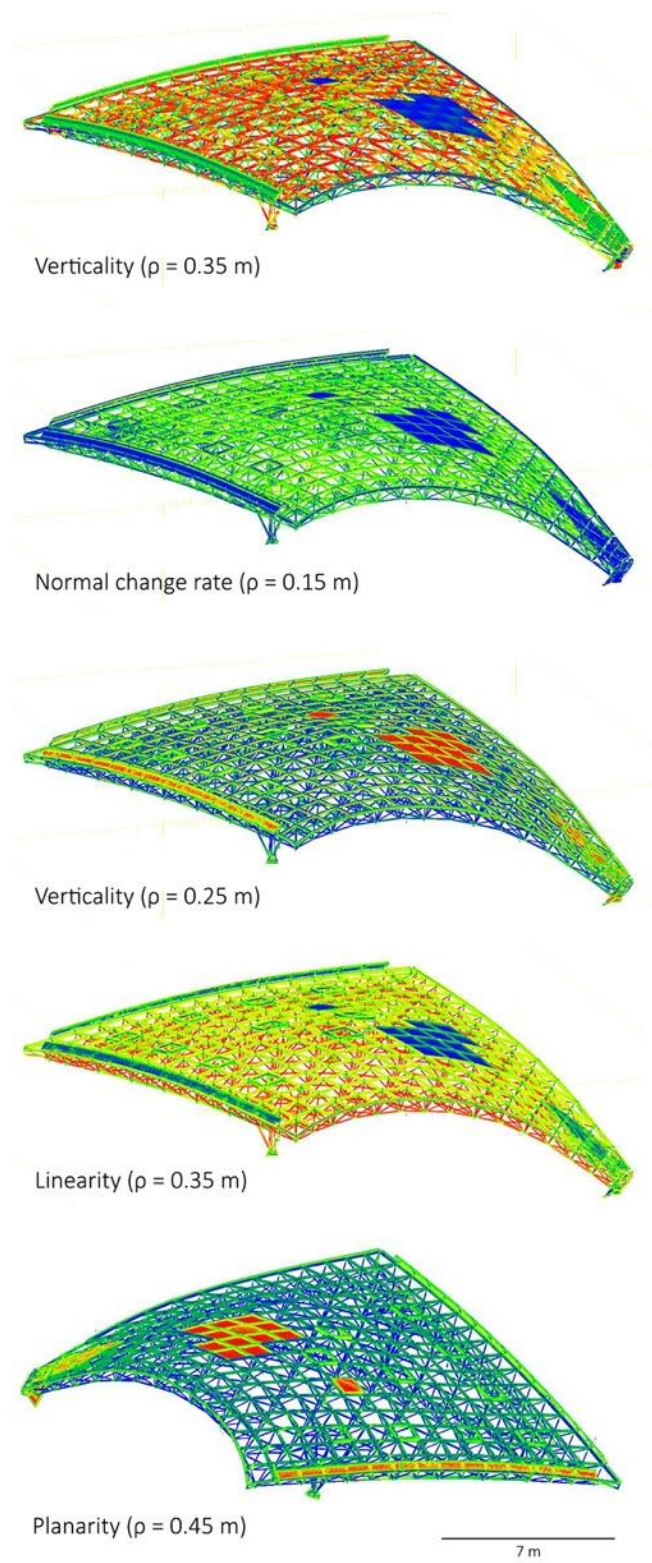 Verticality (ρ = 0.35 m)
Normal change rate (ρ = 0.15 m)
Verticality (ρ = 0.25 m)
Linearity (ρ = 0.35 m)
Planarity (ρ = 0.45 m)
7 m